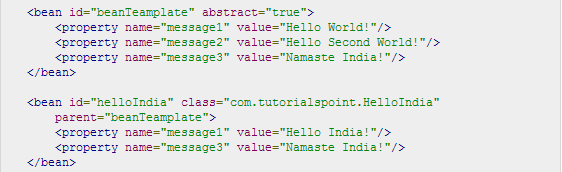 <bean id="beanTeamplate" abstract="true">
<property name="message1" value="Hello World!"/>
<property name="message2" value="Hello Second World!"/>
<property name="message3" value="Namaste India!"/>
</bean>
<bean id="helloIndia" class="com.tutorialspoint.HelloIndia"
parent="beanTeamplate">
<property name="message1" value="Hello India!"/>
<property name="message3" value="Namaste India!"/>
</bean>